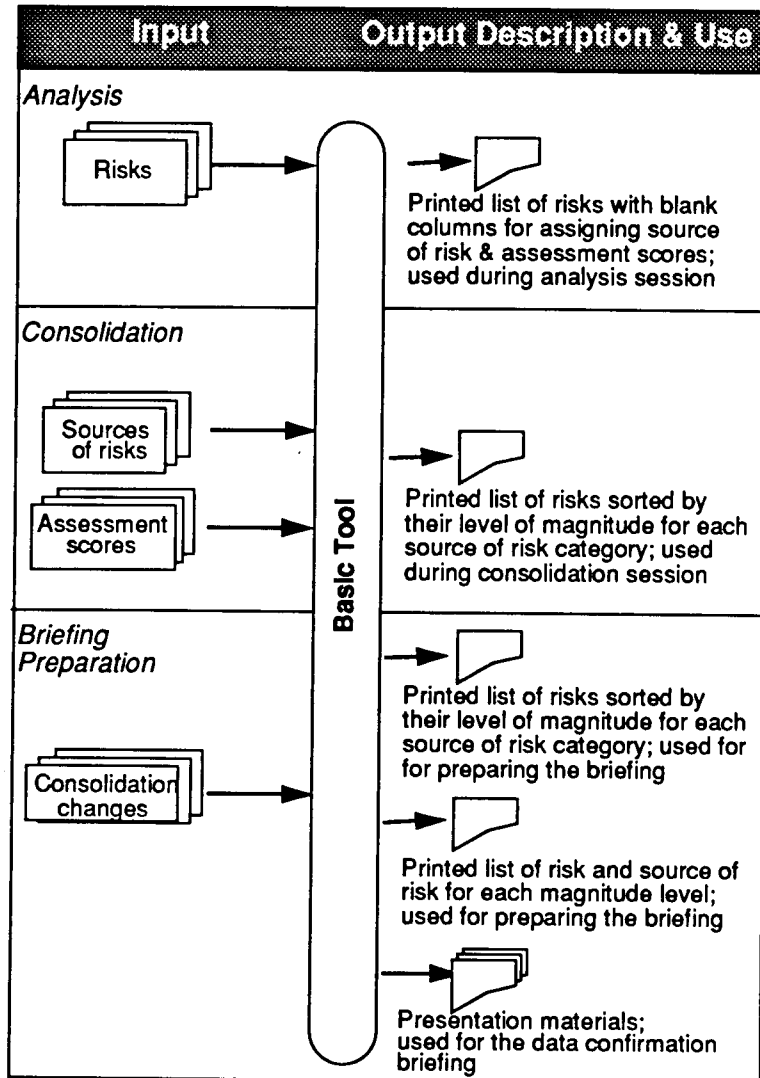 Input
Output Description & Use
Analysis
Risks
Printed list of risks with blank
columns for assigning source
of risk & assessment scores;
used during analysis session
Consolidation
Sources
of risks
Assessment
scores
Basic Tool
Printed list of risks sorted by
their level of magnitude for each
source of risk category; used
during consolidation session
Briefing
Preparation
Consolidation
changes
Printed list of risks sorted by
their level of magnitude for each
source of risk category; used for
for preparing the briefing
Printed list of risk and source of
risk for each magnitude level;
used for preparing the briefing
Presentation materials;
used for the data confirmation
briefing